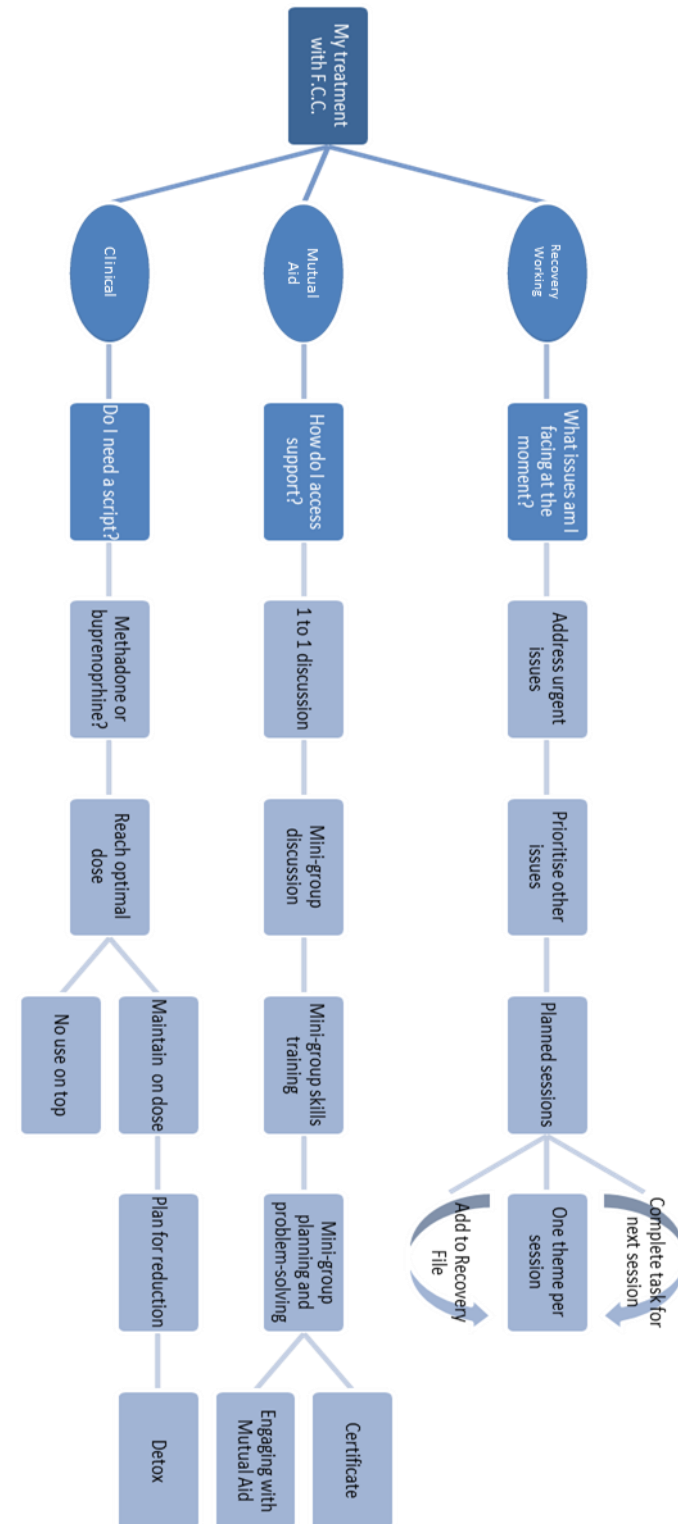 My treatment
with F.C.C.
Recovery
Working
What issues am I
facing at the
moment?
Address urgent
issues
Prioritise other
issues
Planned sessions
Complete task for
next session
One theme per
session
Add to Recovery
File
Mutual
Aid
How do I access
support?
1 to 1 discussion
Mini-group
discussion
Mini-group skills
training
Mini-group
planning and
problem-solving
Certificate
Engaging with
Mutual Aid
Clinical
Do I need a script?
Methadone or
buprenoprhine?
Reach optimal
dose
Maintain on dose
Plan for reduction
Detox
No use on top